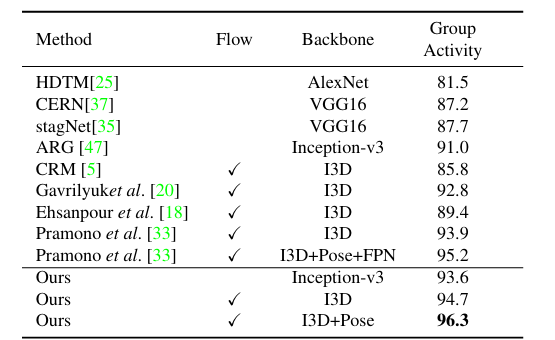 Method Flow Backbone Group Activity
HDTM[25] AlexNet 81.5
CERN[37] VGG16 87.2
stagNet[35] VGG16 87.7
ARG [47] Inception-v3 91.0
CRM [5] ✓ I3D 85.8
Gavrilyuket al. [20] ✓ I3D 92.8
Ehsanpour et al. [18] ✓ I3D 89.4
Pramono et al. [33] ✓ I3D 93.9
Pramono et al. [33] ✓ I3D+Pose+FPN 95.2
Ours Inception-v3 93.6
Ours ✓ I3D 94.7
Ours ✓ I3D+Pose 96.3